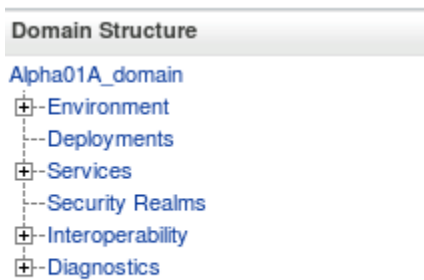 Domain Structure
Alpha01A_domain
Environment
Deployments
Services
Security Realms
Interoperability
Diagnostics